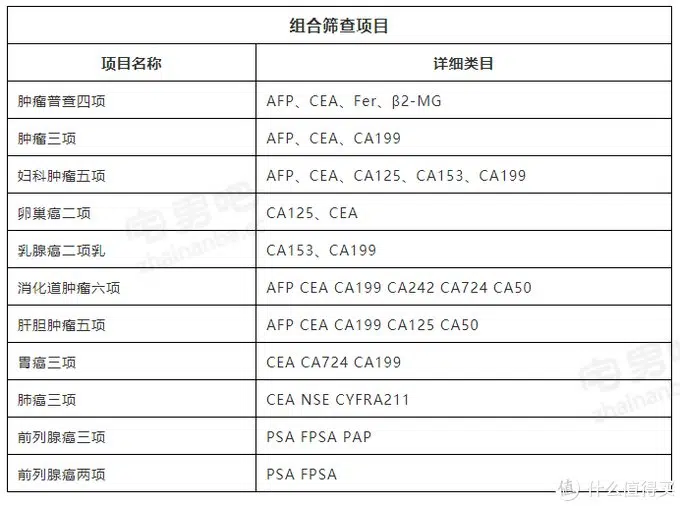 组合筛查项目
项目名称 详细类目
肿瘤普查四项 AFP、CEA、Fer、β2-MG
肿瘤三项 AFP、CEA、CA199
妇科肿瘤五项 AFP、CEA、CA125、CA153、CA199
卵巢癌二项 CA125、CEA
乳腺癌二项乳 CA153、CA199
消化道肿瘤六项 AFP CEA CA199 CA242 CA724 CA50
肝胆肿瘤五项 AFP CEA CA199 CA125 CA50
胃癌三项 CEA CA724 CA199
肺癌三项 CEA NSE CYFRA211
前列腺癌三项 PSA FPSA PAP
前列腺癌两项 PSA FPSA
宅男吧
zhainanba
宅男吧
zhainanba
值 什么值得买